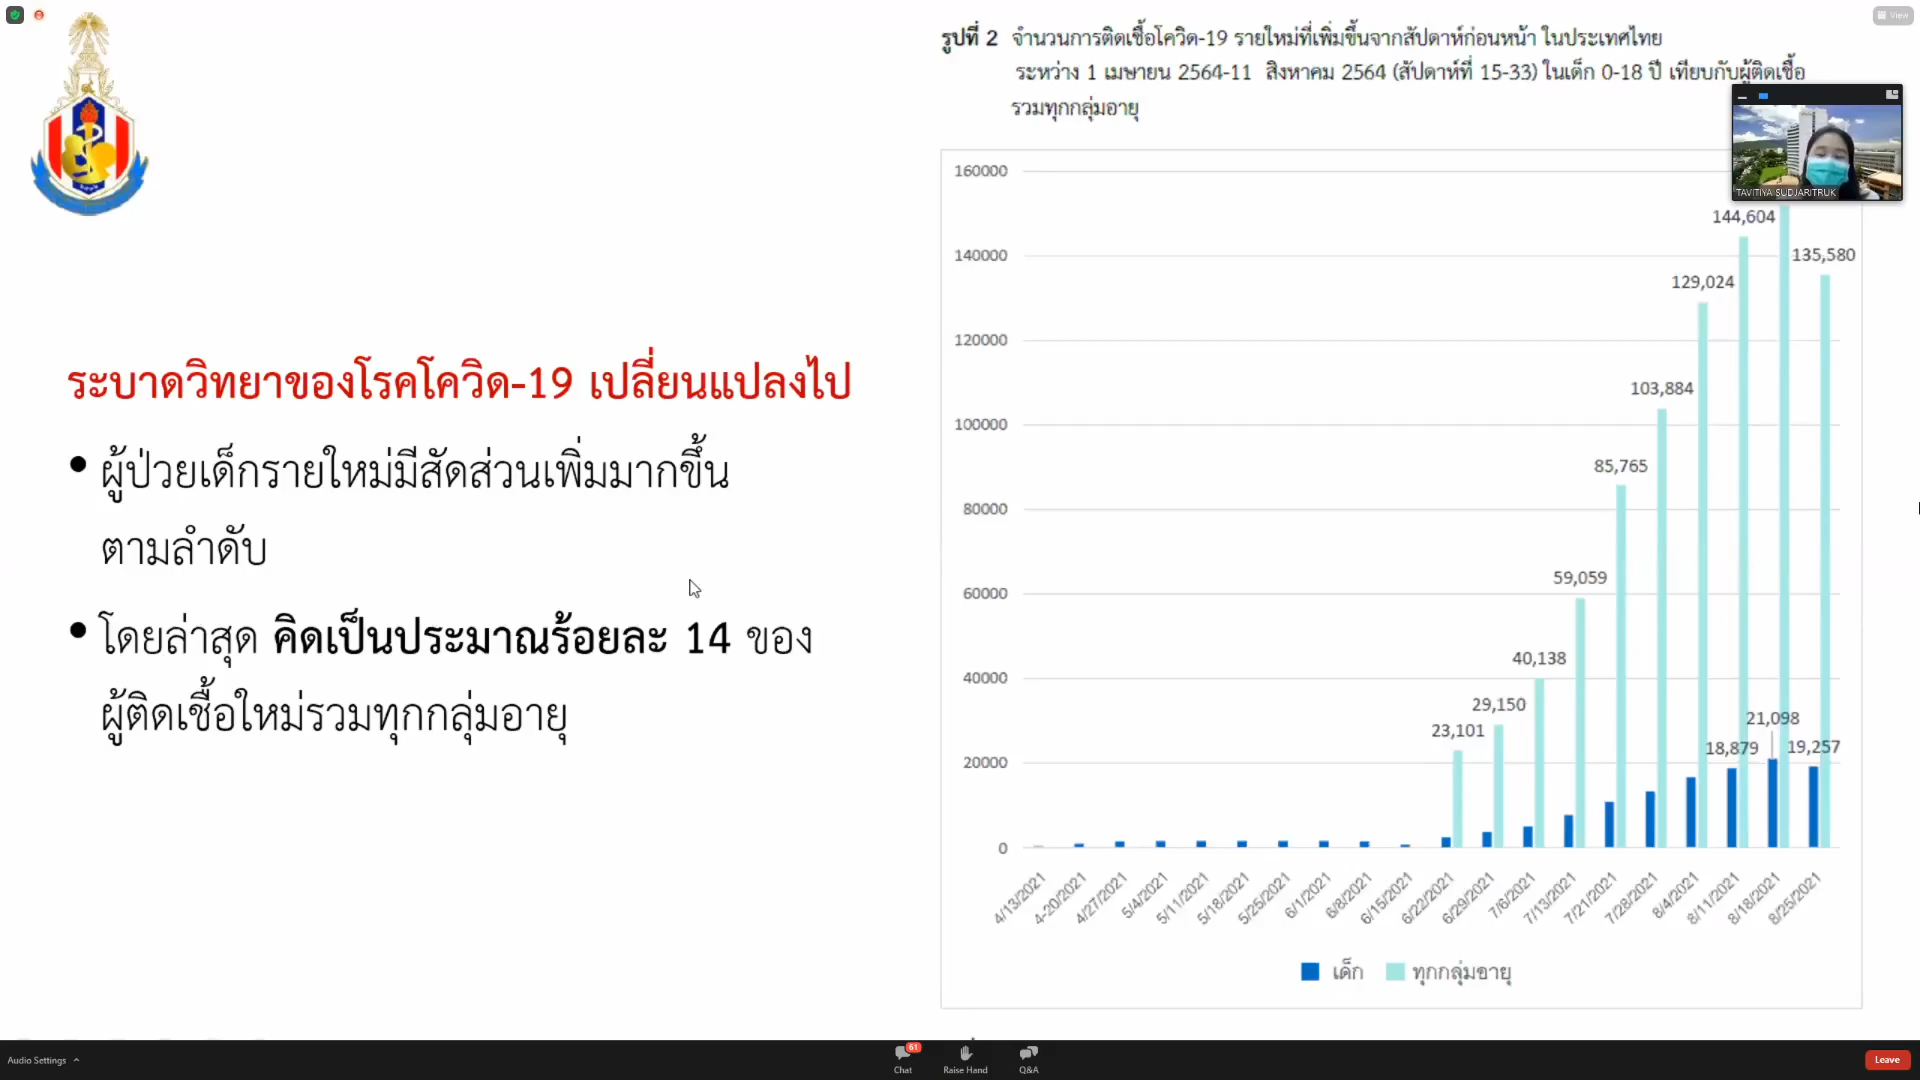 View
รูปที่ 2 จำนวนการติดเชื้อโควิด-19 รายใหม่ที่เพิ่มขึ้นจากสัปดาห์ก่อนหน้า ในประเทศไทย
ระหว่าง 1 เมษายน 2564-11 สิงหาคม 2564 (สัปดาห์ที่ 15-33) ในเด็ก 0-18 ปี เทียบกับผู้ติดเชื้อ
รวมทุกกลุ่มอายุ
TAVITIYA SUDJARITRUK
ระบาดวิทยาของโรคโควิด-19 เปลี่ยนแปลงไป
• ผู้ป่วยเด็กรายใหม่มีสัดส่วนเพิ่มมากขึ้น
ตามลำดับ
• โดยล่าสุด คิดเป็นประมาณร้อยละ 14 ของ
ผู้ติดเชื้อใหม่รวมทุกกลุ่มอายุ
160000
140000
120000
100000
80000
60000
40000
20000
0
23,101
29,150
40,138
59,059
85,765
103,884
129,024
144,604
135,580
18,879
21,098
19,257
4/13/2021
4-20/2021
4/27/2021
5/4/2021
5/11/2021
5/18/2021
5/25/2021
6/1/2021
6/8/2021
6/15/2021
6/22/2021
6/29/2021
7/6/2021
7/13/2021
7/21/2021
7/28/2021
8/4/2021
8/11/2021
8/18/2021
8/25/2021
เด็ก ทุกกลุ่มอายุ
Audio Settings
61
Chat
Raise Hand
Q&A
Leave